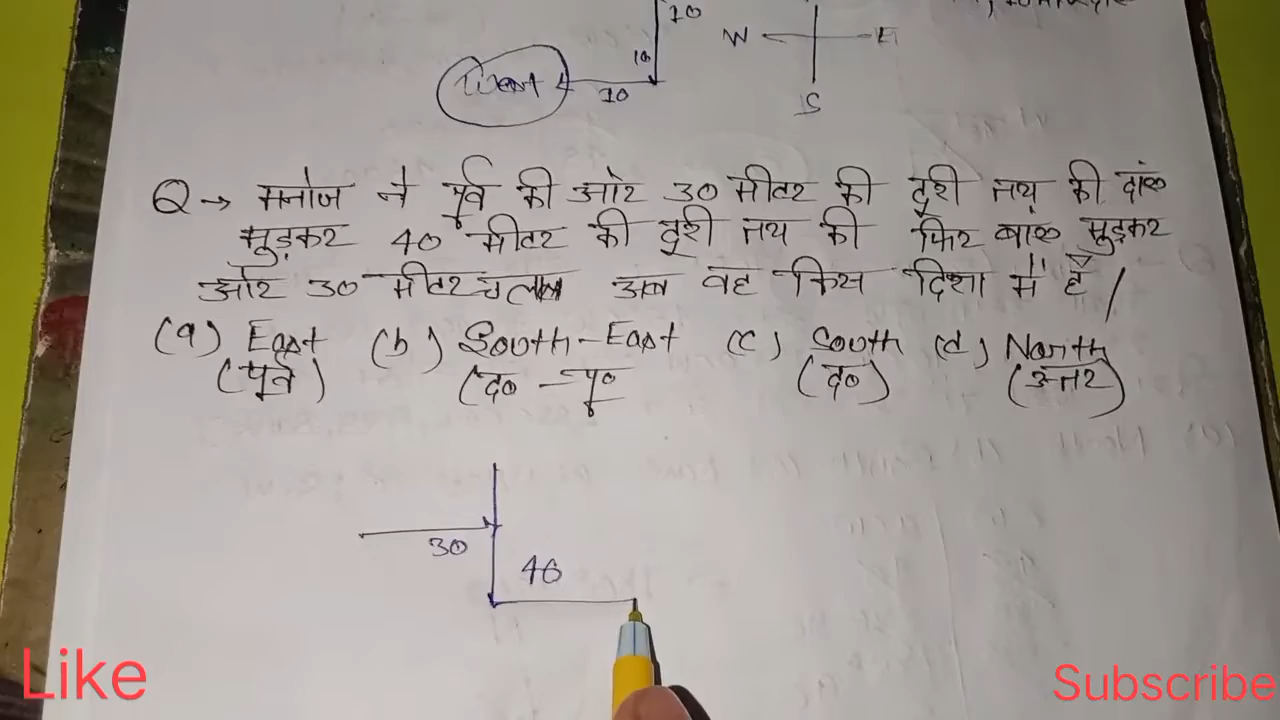 10
W E
10
West 10
S
Q→ मनोज ने पूर्व की ओर 30 मीटर की दूरी तय की दांए
मुड़कर 40 मीटर की दूरी तय की फिर बाए मुड़कर
और 30 मीटर चला अब वह किस दिशा में है /
(a) East (b) South-East (c) South (d) North
(पूर्व) (द० - पू० (द०) (उत्तर)
30
40
Like
Subscribe